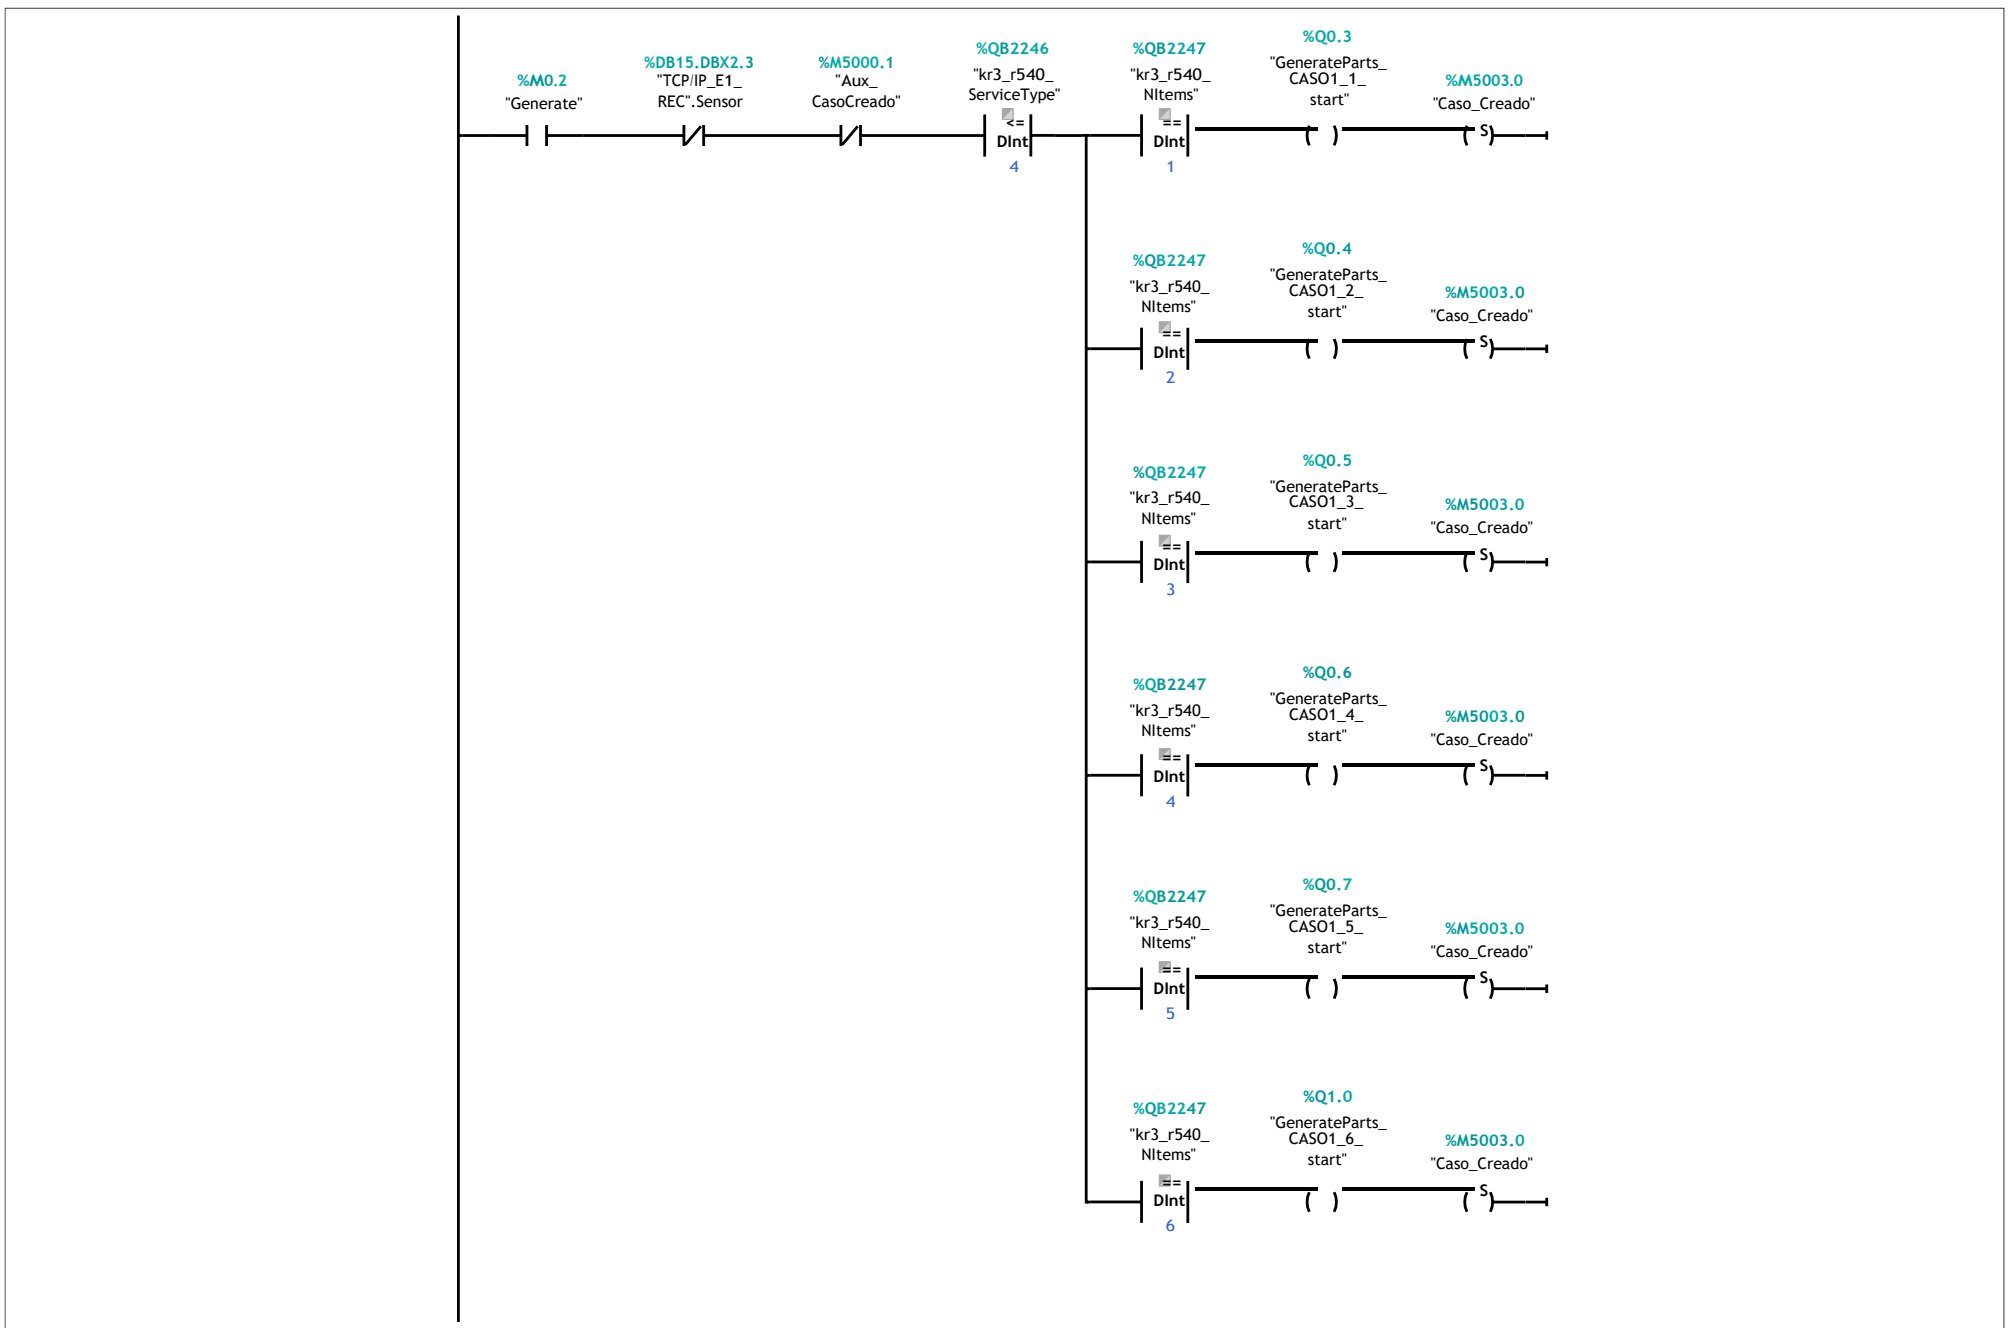 %M0.2
"Generate"
%DB15.DBX2.3
"TCP/IP_E1_
REC".Sensor
%M5000.1
"Aux_
CasoCreado"
%QB2246
"kr3_r540_
ServiceType"
<=
DInt
4
%QB2247
"kr3_r540_
NItems"
==
DInt
1
%Q0.3
"GenerateParts_
CASO1_1_
start"
%M5003.0
"Caso_Creado"
S
%QB2247
"kr3_r540_
NItems"
==
DInt
2
%Q0.4
"GenerateParts_
CASO1_2_
start"
%M5003.0
"Caso_Creado"
S
%QB2247
"kr3_r540_
NItems"
==
DInt
3
%Q0.5
"GenerateParts_
CASO1_3_
start"
%M5003.0
"Caso_Creado"
S
%QB2247
"kr3_r540_
NItems"
==
DInt
4
%Q0.6
"GenerateParts_
CASO1_4_
start"
%M5003.0
"Caso_Creado"
S
%QB2247
"kr3_r540_
NItems"
==
DInt
5
%Q0.7
"GenerateParts_
CASO1_5_
start"
%M5003.0
"Caso_Creado"
S
%QB2247
"kr3_r540_
NItems"
==
DInt
6
%Q1.0
"GenerateParts_
CASO1_6_
start"
%M5003.0
"Caso_Creado"
S